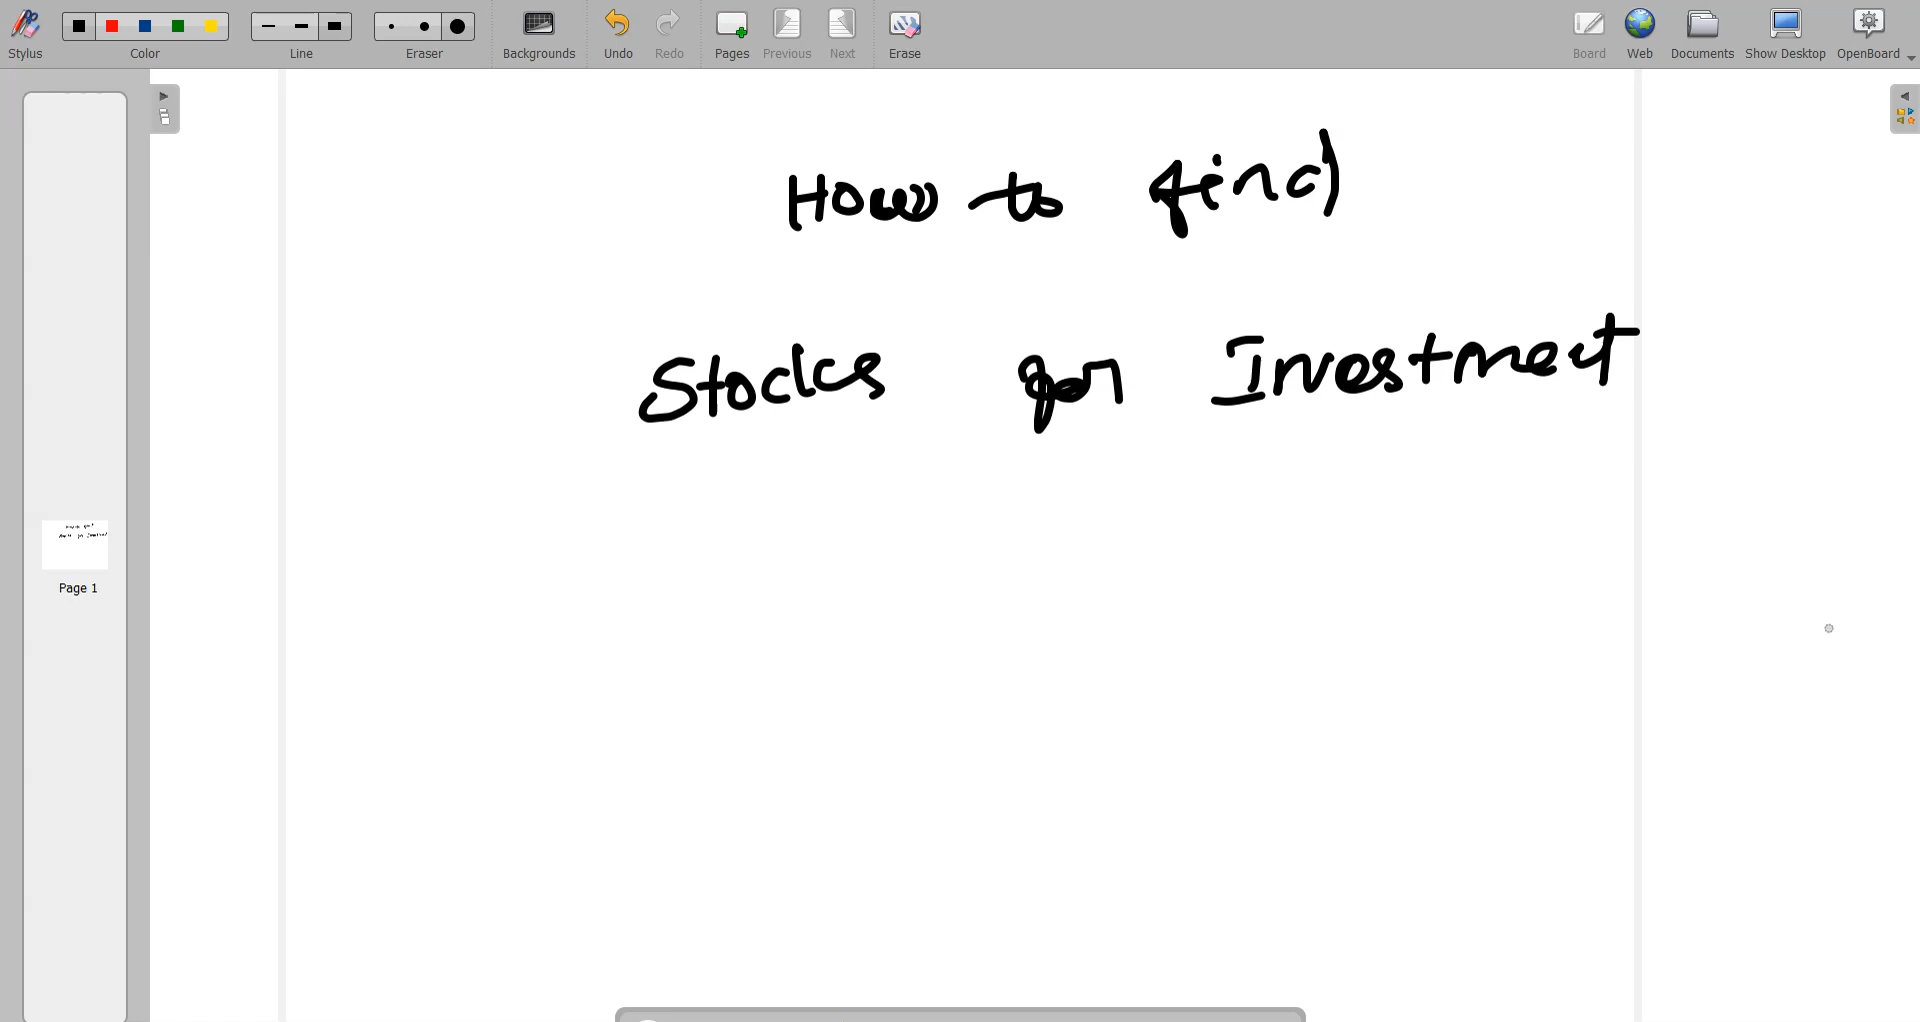 Stylus Color Line Eraser Backgrounds Undo Redo Pages Previous Next Erase Board Web Documents Show Desktop OpenBoard
How to find
Stocks for Investment
Page 1